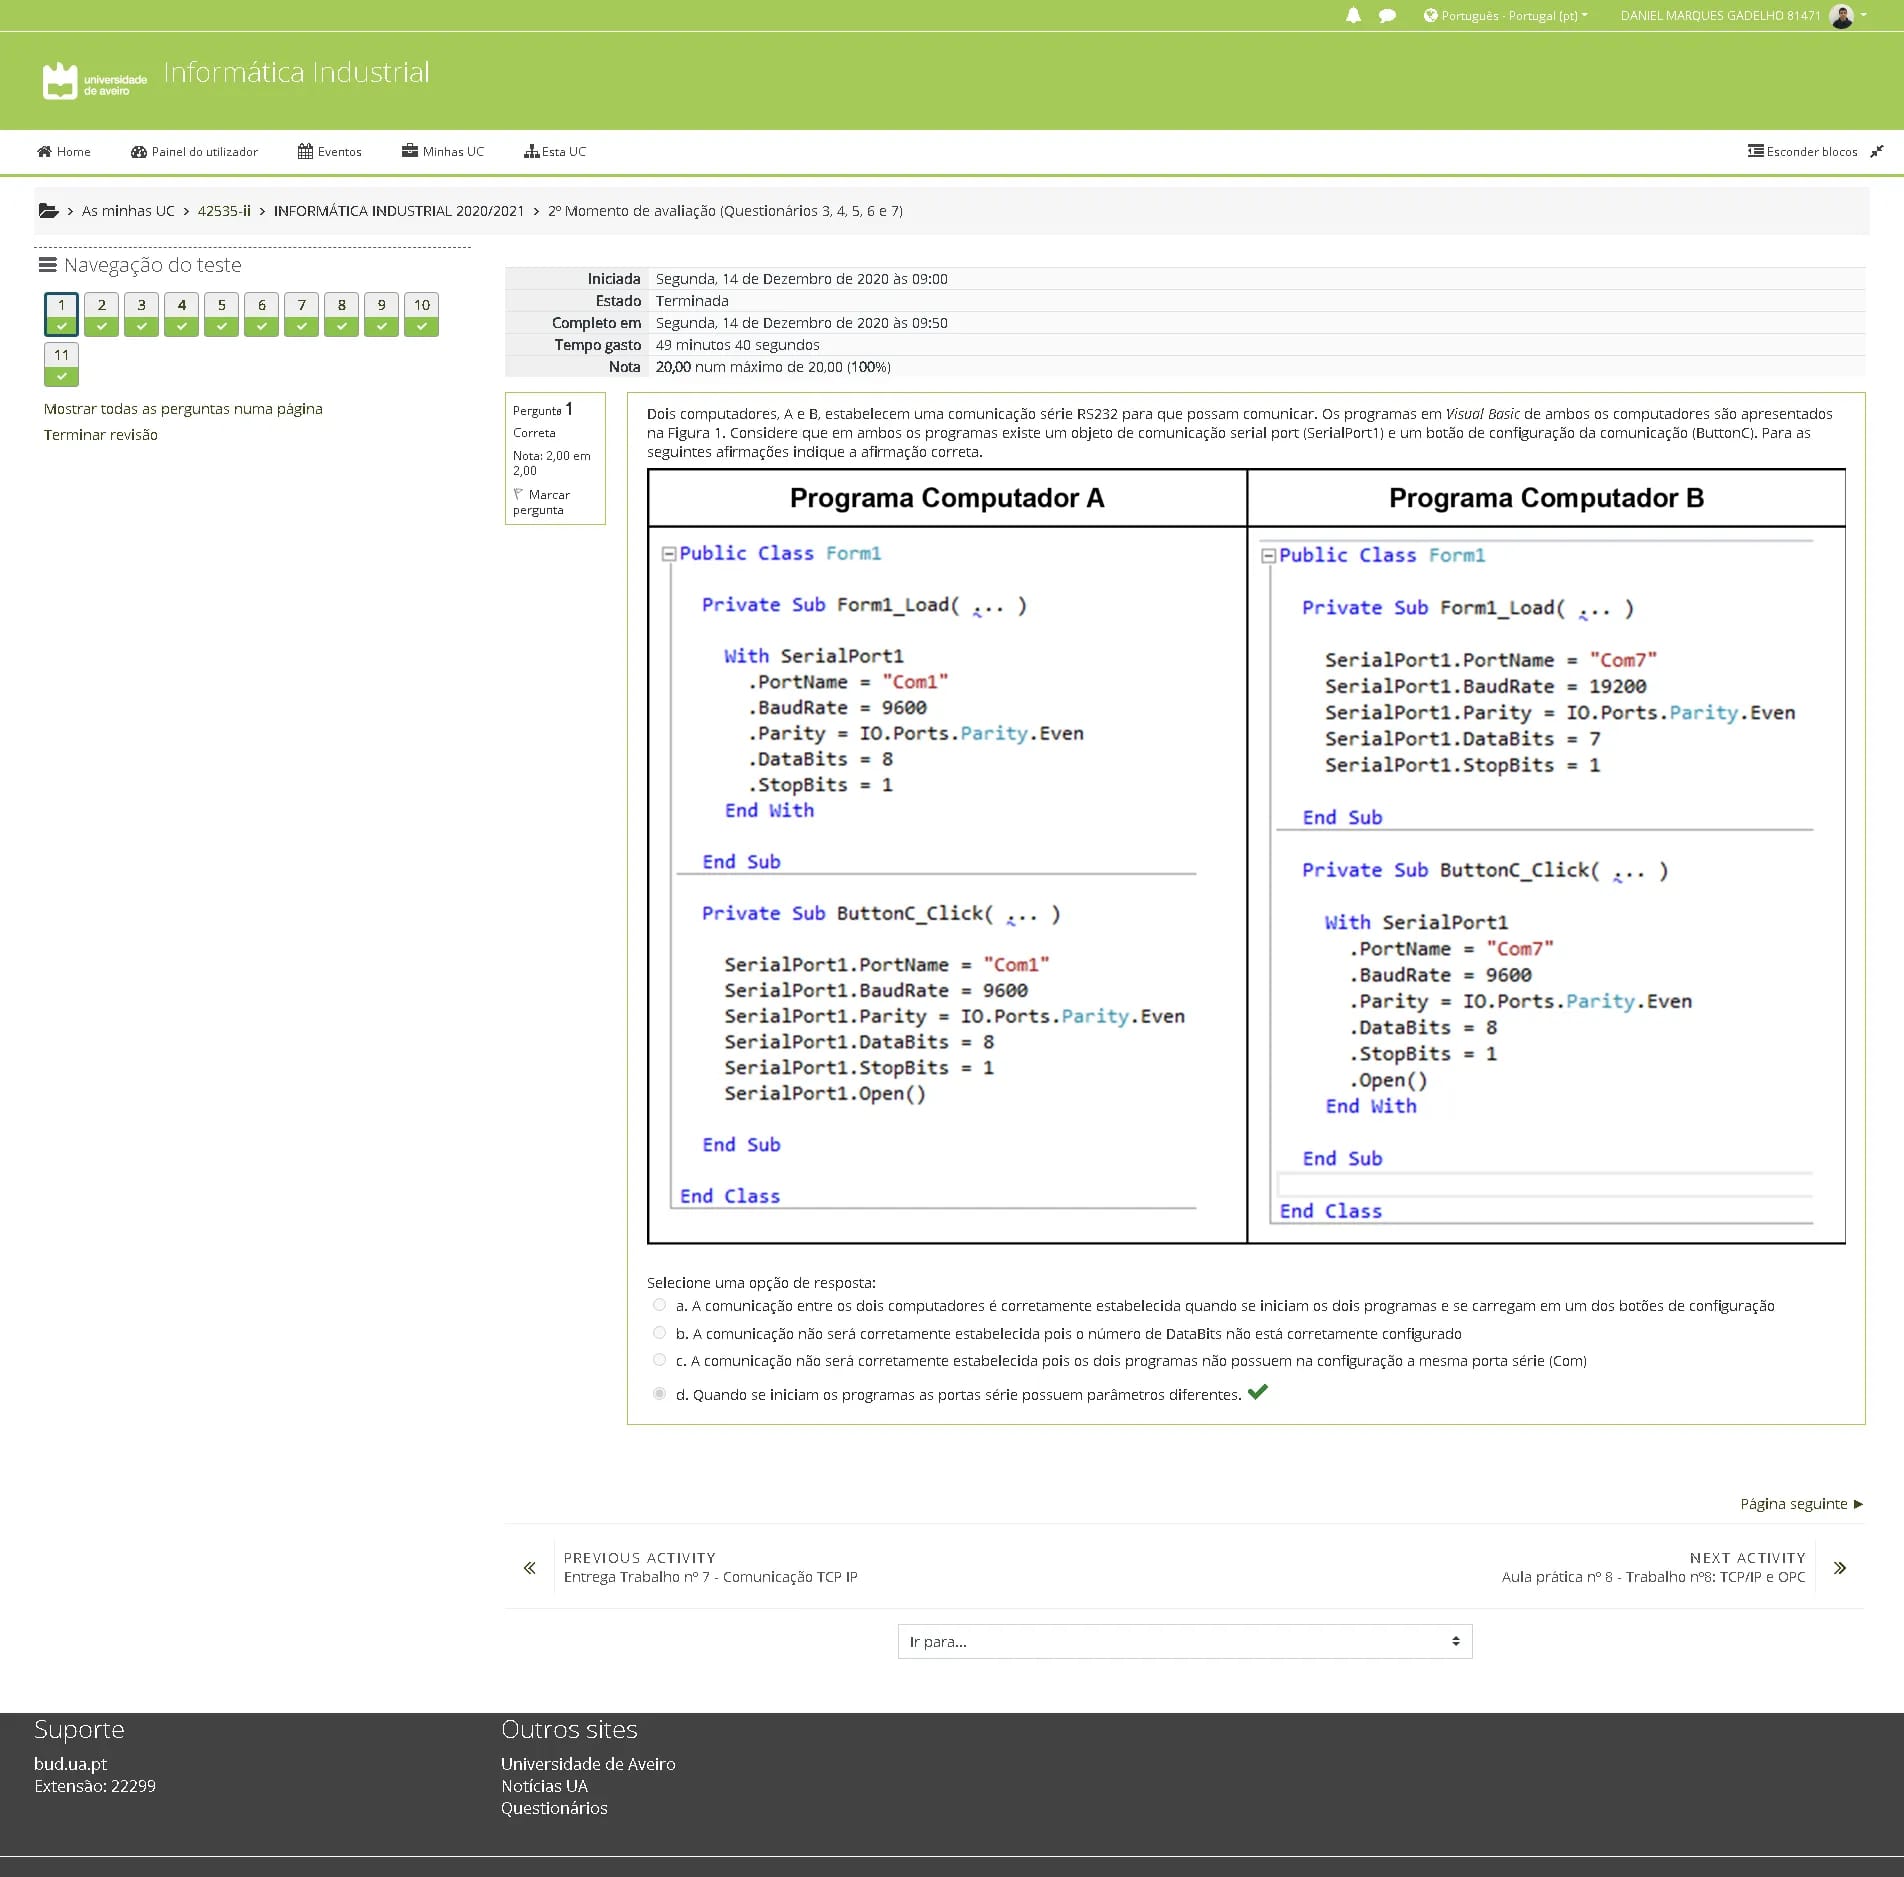 Português - Portugal (pt)
DANIEL MARQUES GADELHO 81471
universidade
de aveiro
Informática Industrial
Home
Painel do utilizador
Eventos
Minhas UC
Esta UC
Esconder blocos
As minhas UC > 42535-ii > INFORMÁTICA INDUSTRIAL 2020/2021 > 2º Momento de avaliação (Questionários 3, 4, 5, 6 e 7)
Navegação do teste
1 2 3 4 5 6 7 8 9 10
11
Mostrar todas as perguntas numa página
Terminar revisão
Iniciada Segunda, 14 de Dezembro de 2020 às 09:00
Estado Terminada
Completo em Segunda, 14 de Dezembro de 2020 às 09:50
Tempo gasto 49 minutos 40 segundos
Nota 20,00 num máximo de 20,00 (100%)
Pergunta 1
Correta
Nota: 2,00 em
2,00
Marcar
pergunta
Dois computadores, A e B, estabelecem uma comunicação série RS232 para que possam comunicar. Os programas em Visual Basic de ambos os computadores são apresentados
na Figura 1. Considere que em ambos os programas existe um objeto de comunicação serial port (SerialPort1) e um botão de configuração da comunicação (ButtonC). Para as
seguintes afirmações indique a afirmação correta.
Programa Computador A
Public Class Form1
Private Sub Form1_Load( ... )
With SerialPort1
.PortName = "Com1"
.BaudRate = 9600
.Parity = IO.Ports.Parity.Even
.DataBits = 8
.StopBits = 1
End With
End Sub
Private Sub ButtonC_Click( ... )
SerialPort1.PortName = "Com1"
SerialPort1.BaudRate = 9600
SerialPort1.Parity = IO.Ports.Parity.Even
SerialPort1.DataBits = 8
SerialPort1.StopBits = 1
SerialPort1.Open()
End Sub
End Class
Programa Computador B
Public Class Form1
Private Sub Form1_Load( ... )
SerialPort1.PortName = "Com7"
SerialPort1.BaudRate = 19200
SerialPort1.Parity = IO.Ports.Parity.Even
SerialPort1.DataBits = 7
SerialPort1.StopBits = 1
End Sub
Private Sub ButtonC_Click( ... )
With SerialPort1
.PortName = "Com7"
.BaudRate = 9600
.Parity = IO.Ports.Parity.Even
.DataBits = 8
.StopBits = 1
.Open()
End With
End Sub
End Class
Selecione uma opção de resposta:
a. A comunicação entre os dois computadores é corretamente estabelecida quando se iniciam os dois programas e se carregam em um dos botões de configuração
b. A comunicação não será corretamente estabelecida pois o número de DataBits não está corretamente configurado
c. A comunicação não será corretamente estabelecida pois os dois programas não possuem na configuração a mesma porta série (Com)
d. Quando se iniciam os programas as portas série possuem parâmetros diferentes.
Página seguinte ►
PREVIOUS ACTIVITY
Entrega Trabalho nº 7 - Comunicação TCP IP
NEXT ACTIVITY
Aula prática nº 8 - Trabalho nº8: TCP/IP e OPC
Ir para...
Suporte
bud.ua.pt
Extensão: 22299
Outros sites
Universidade de Aveiro
Notícias UA
Questionários